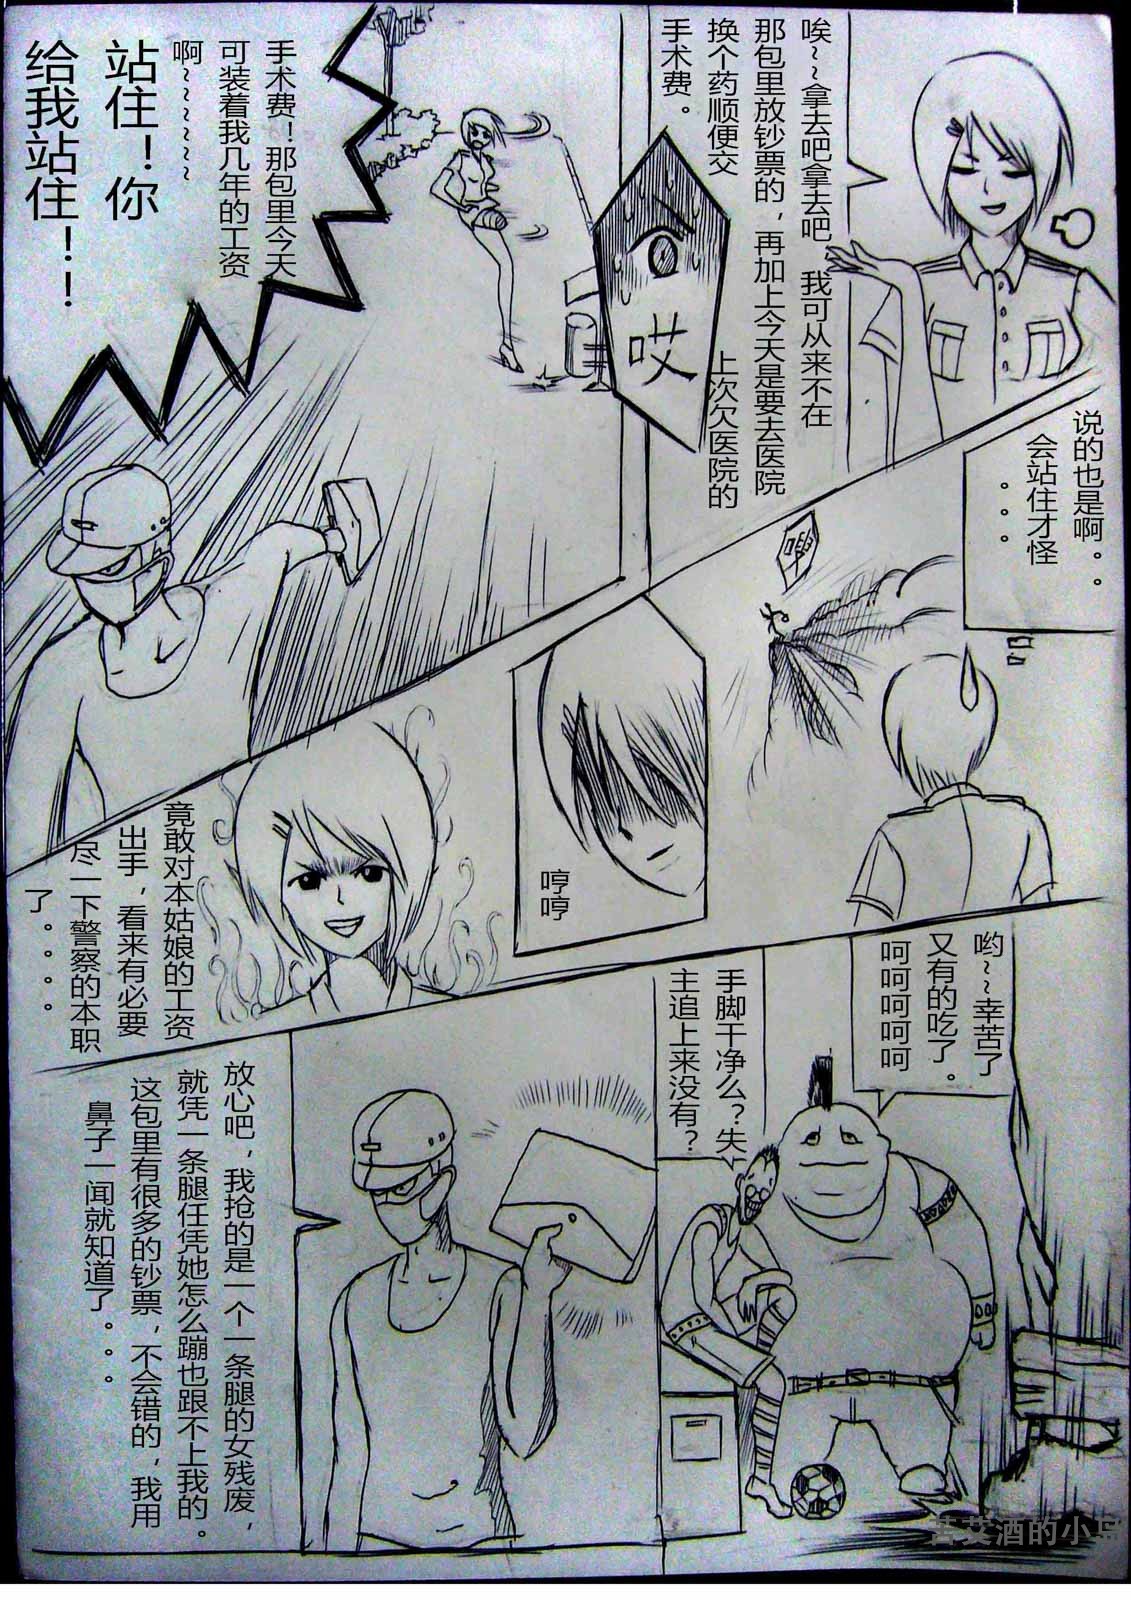 唉~~拿去吧拿去吧 我可从来不在
那包里放钞票的，再加上今天是要去医院
换个药顺便交
上次欠医院的
手术费。
哎
手术费！那包里今天
可装着我几年的工资
啊~~~~~~
站住！你
给我站住！！
说的也是啊。。
会站住才怪
。。。
哼哼
竟敢对本姑娘的工资
出手，看来有必要
尽一下警察的本职
了。。。。
哟~~幸苦了
又有的吃了。
呵呵呵呵呵
手脚干净么？失
主追上来没有？
放心吧，我抢的是一个一条腿的女残废，
就凭一条腿任凭她怎么蹦也跟不上我的。
这包里有很多的钞票，不会错的，我用
鼻子一闻就知道了。。。
苦艾酒的小鸟